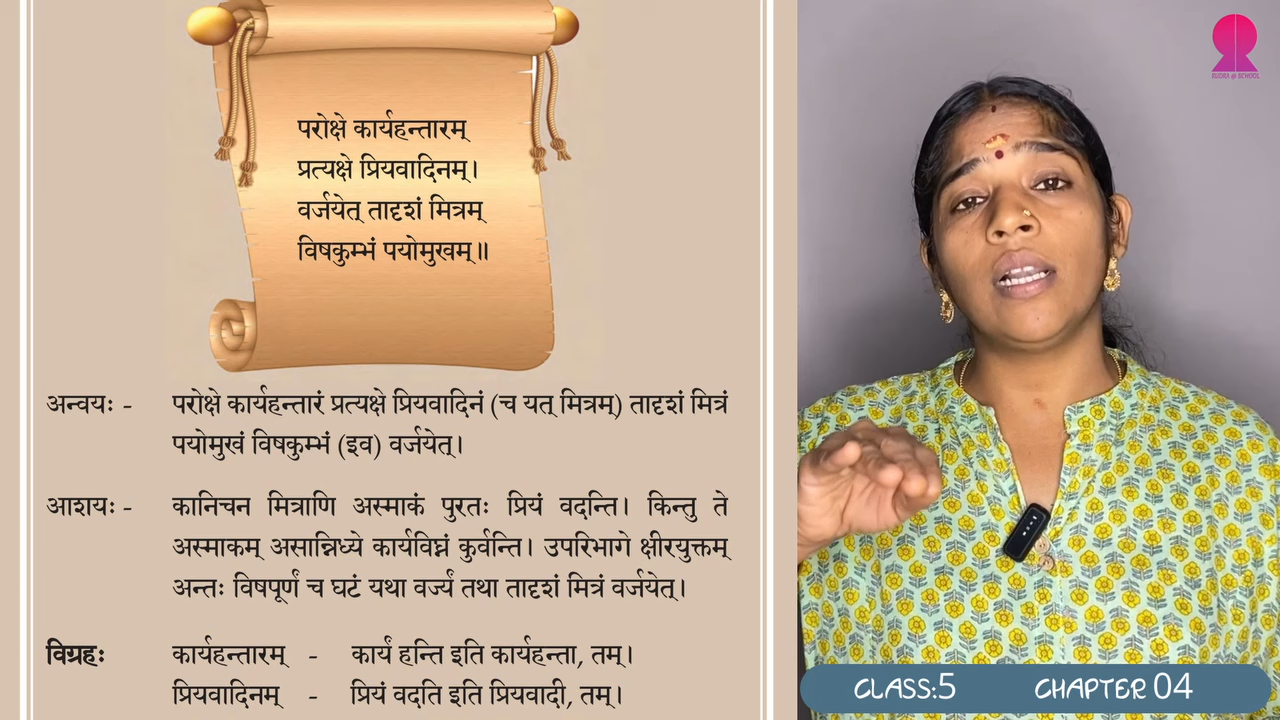 परोक्षे कार्यहन्तारम्
प्रत्यक्षे प्रियवादिनम्।
वर्जयेत् तादृशं मित्रम्
विषकुम्भं पयोमुखम्॥
अन्वयः - परोक्षे कार्यहन्तारं प्रत्यक्षे प्रियवादिनं (च यत् मित्रम्) तादृशं मित्रं
पयोमुखं विषकुम्भं (इव) वर्जयेत्।
आशयः - कानिचन मित्राणि अस्माकं पुरतः प्रियं वदन्ति। किन्तु ते
अस्माकम् असान्निध्ये कार्यविघ्नं कुर्वन्ति। उपरिभागे क्षीरयुक्तम्
अन्तः विषपूर्णं च घटं यथा वर्ज्यं तथा तादृशं मित्रं वर्जयेत्।
विग्रहः कार्यहन्तारम् - कार्यं हन्ति इति कार्यहन्ता, तम्।
प्रियवादिनम् - प्रियं वदति इति प्रियवादी, तम्।
RUDRA @ SCHOOL
CLASS:5 CHAPTER 04